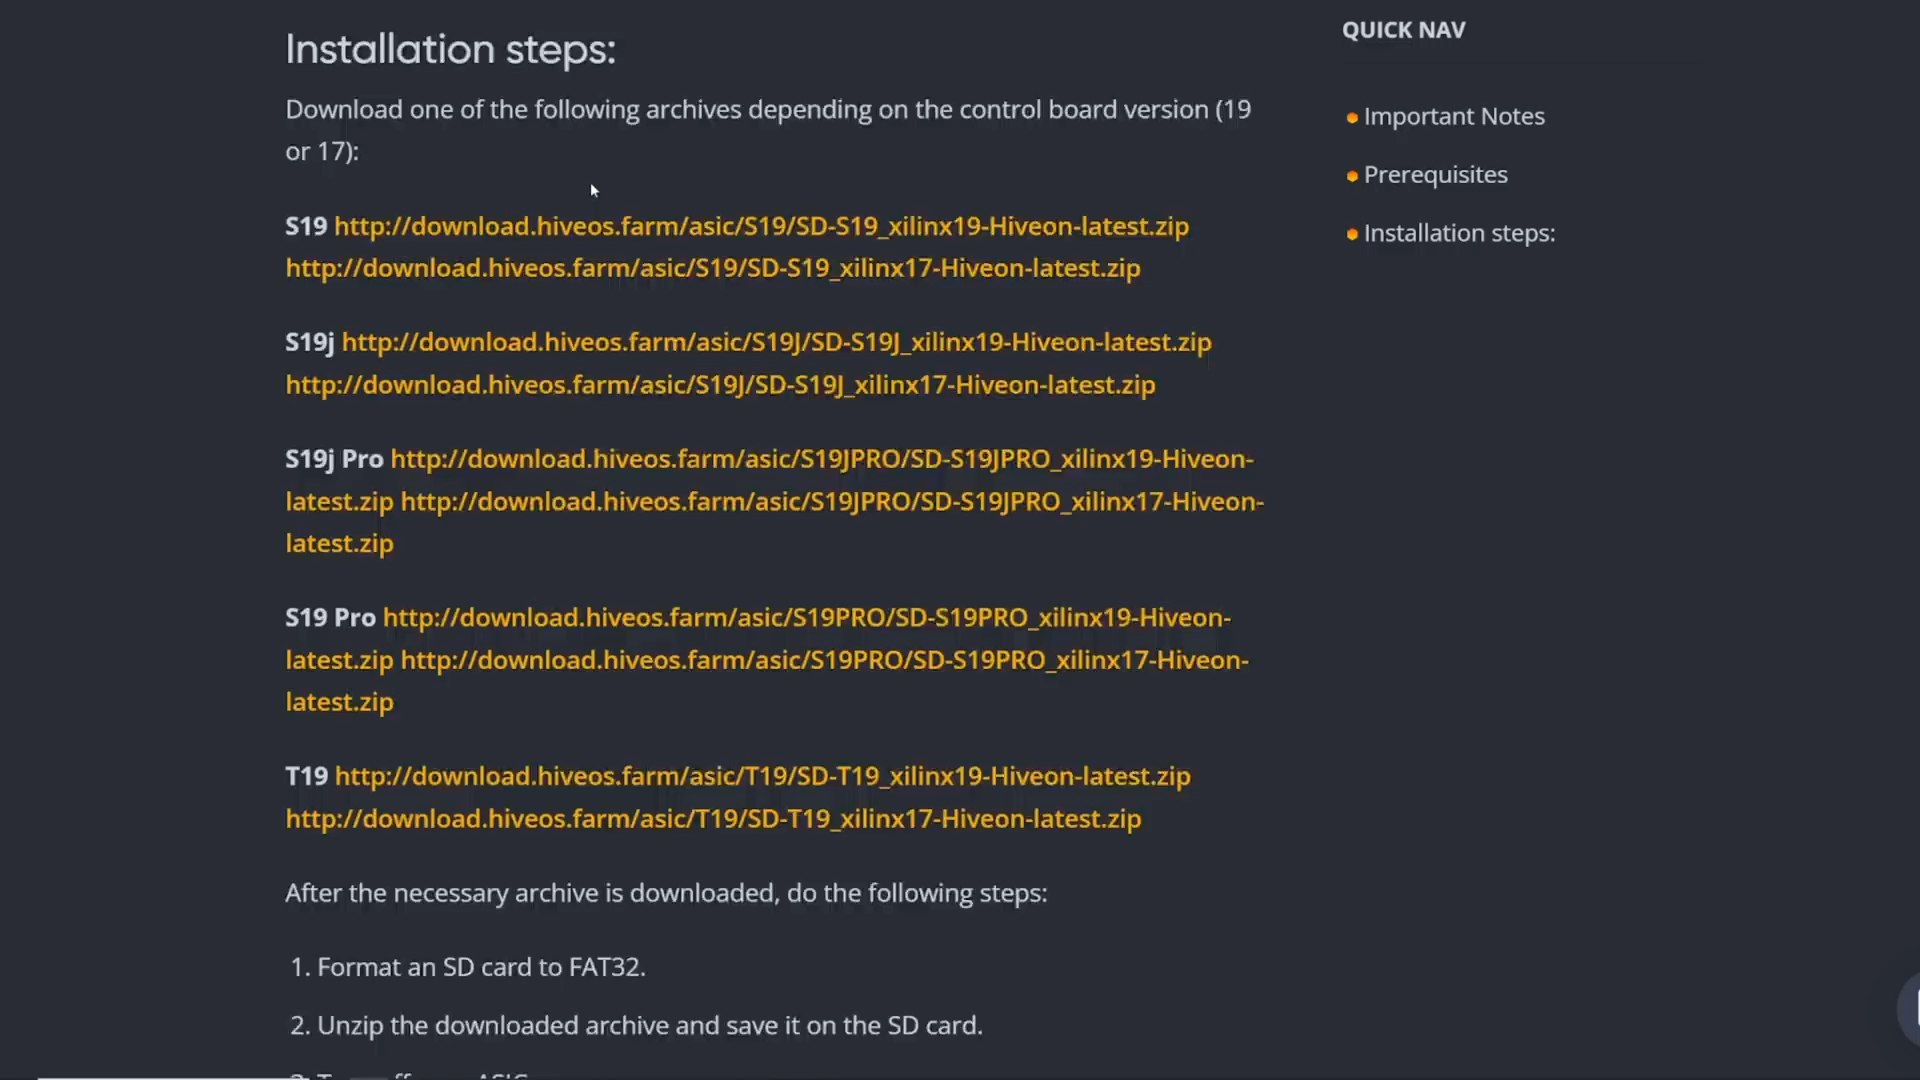 Installation steps:
Download one of the following archives depending on the control board version (19
or 17):
S19 http://download.hiveos.farm/asic/S19/SD-S19_xilinx19-Hiveon-latest.zip
http://download.hiveos.farm/asic/S19/SD-S19_xilinx17-Hiveon-latest.zip
S19j http://download.hiveos.farm/asic/S19J/SD-S19J_xilinx19-Hiveon-latest.zip
http://download.hiveos.farm/asic/S19J/SD-S19J_xilinx17-Hiveon-latest.zip
S19j Pro http://download.hiveos.farm/asic/S19JPRO/SD-S19JPRO_xilinx19-Hiveon-
latest.zip http://download.hiveos.farm/asic/S19JPRO/SD-S19JPRO_xilinx17-Hiveon-
latest.zip
S19 Pro http://download.hiveos.farm/asic/S19PRO/SD-S19PRO_xilinx19-Hiveon-
latest.zip http://download.hiveos.farm/asic/S19PRO/SD-S19PRO_xilinx17-Hiveon-
latest.zip
T19 http://download.hiveos.farm/asic/T19/SD-T19_xilinx19-Hiveon-latest.zip
http://download.hiveos.farm/asic/T19/SD-T19_xilinx17-Hiveon-latest.zip
After the necessary archive is downloaded, do the following steps:
1. Format an SD card to FAT32.
2. Unzip the downloaded archive and save it on the SD card.
QUICK NAV
Important Notes
Prerequisites
Installation steps: